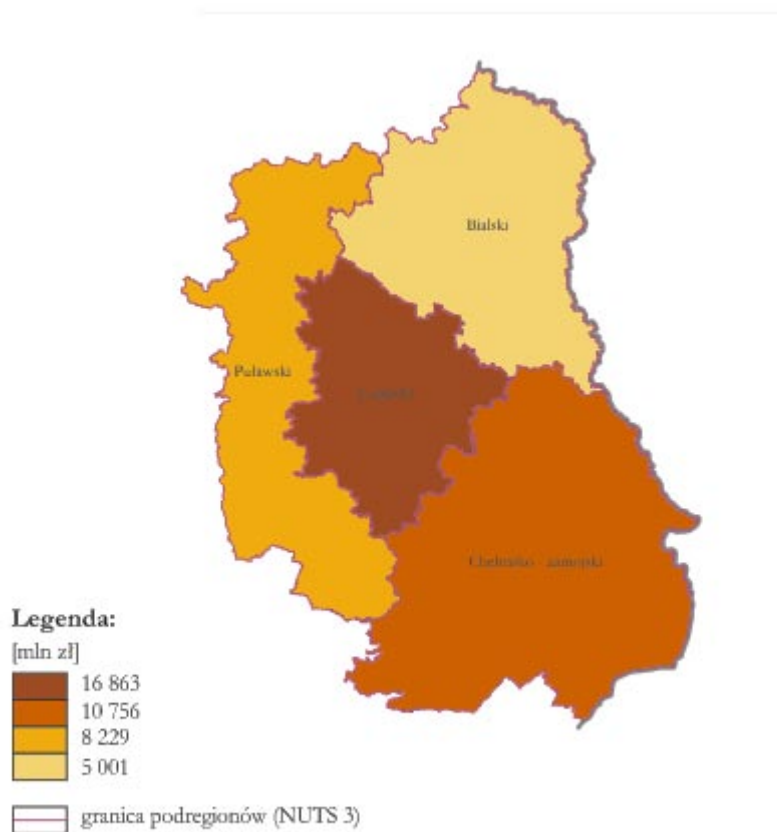 Bialski
Puławski
Chełmsko - zamojski
Legenda:
[mln zł]
16 863
10 756
8 229
5 001
granica podregionów (NUTS 3)